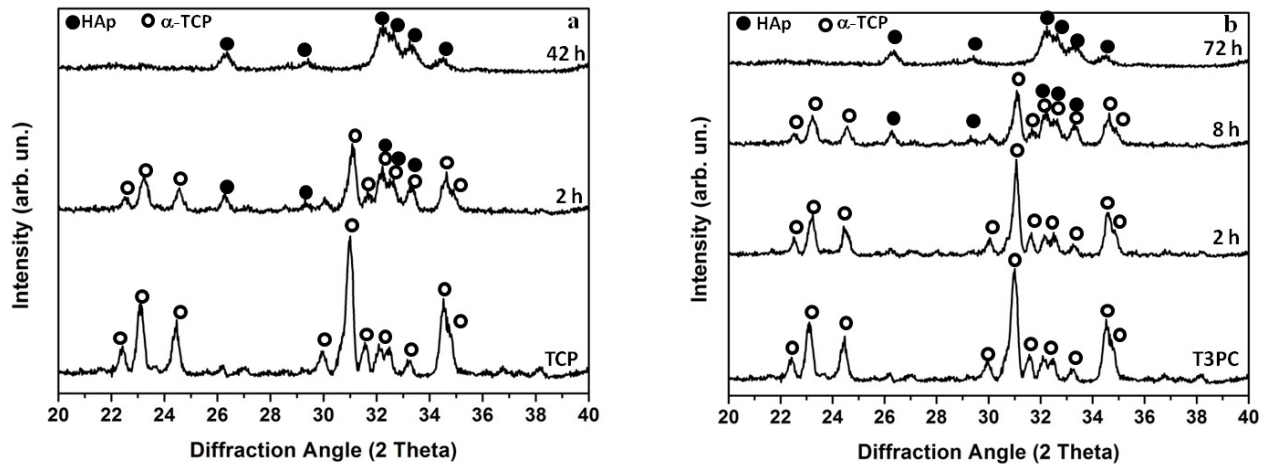 HAp α-TCP a
42 h
2 h
TCP
Intensity (arb. un.)
20 22 24 26 28 30 32 34 36 38 40
Diffraction Angle (2 Theta)
HAp α-TCP b
72 h
8 h
2 h
T3PC
Intensity (arb. un.)
20 22 24 26 28 30 32 34 36 38 40
Diffraction Angle (2 Theta)